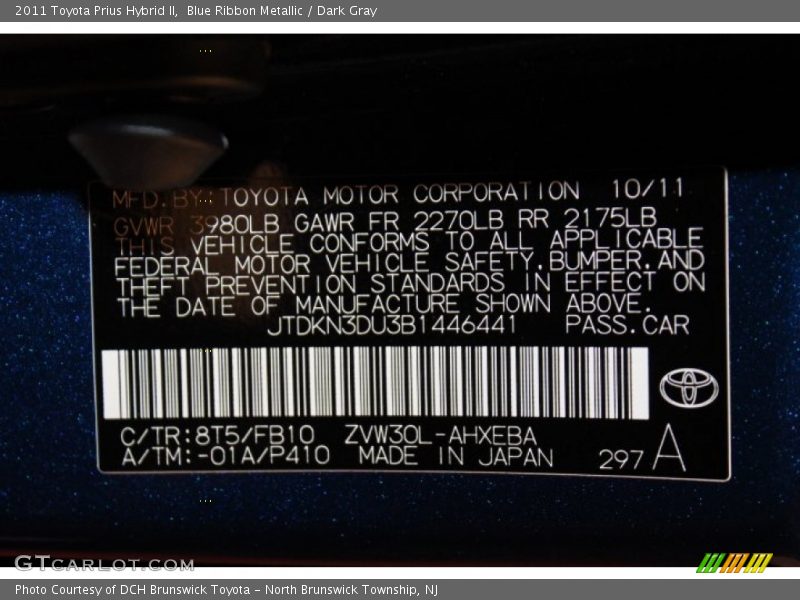 2011 Toyota Prius Hybrid II, Blue Ribbon Metallic / Dark Gray
MFD.BY:TOYOTA MOTOR CORPORATION 10/11
GVWR 3980LB GAWR FR 2270LB RR 2175LB
THIS VEHICLE CONFORMS TO ALL APPLICABLE
FEDERAL MOTOR VEHICLE SAFETY,BUMPER,AND
THEFT PREVENTION STANDARDS IN EFFECT ON
THE DATE OF MANUFACTURE SHOWN ABOVE.
JTDKN3DU3B1446441 PASS.CAR
C/TR:8T5/FB10 ZVW30L-AHXEBA
A/TM:-01A/P410 MADE IN JAPAN 297 A
GTCARLOT.COM
Photo Courtesy of DCH Brunswick Toyota – North Brunswick Township, NJ